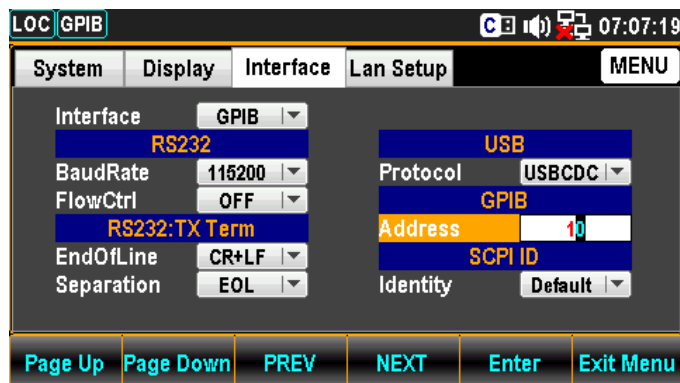 LOC GPIB C 07:07:19
System Display Interface Lan Setup MENU
Interface GPIB
RS232 USB
BaudRate 115200 Protocol USBCDC
FlowCtrl OFF GPIB
RS232:TX Term Address 10
EndOfLine CR+LF SCPI ID
Separation EOL Identity Default
Page Up Page Down PREV NEXT Enter Exit Menu